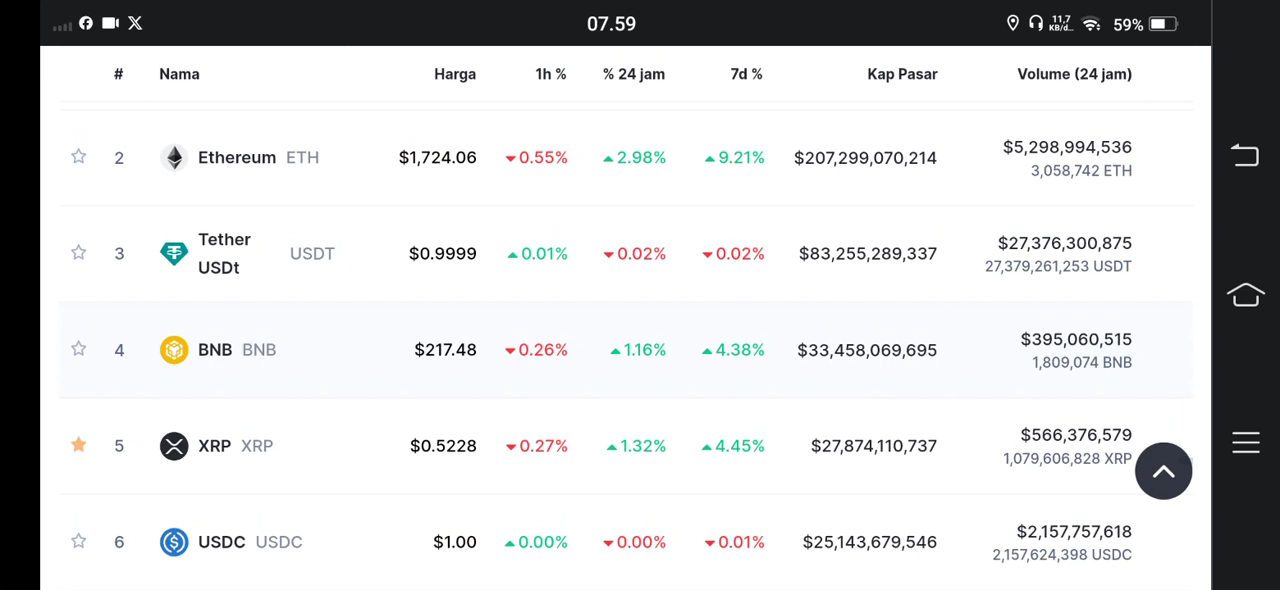 07.59 11,7 KB/d... 59%
# Nama Harga 1h % % 24 jam 7d % Kap Pasar Volume (24 jam)
2 Ethereum ETH $1,724.06 0.55% 2.98% 9.21% $207,299,070,214 $5,298,994,536
3,058,742 ETH
3 Tether USDt USDT $0.9999 0.01% 0.02% 0.02% $83,255,289,337 $27,376,300,875
27,379,261,253 USDT
4 BNB BNB $217.48 0.26% 1.16% 4.38% $33,458,069,695 $395,060,515
1,809,074 BNB
5 XRP XRP $0.5228 0.27% 1.32% 4.45% $27,874,110,737 $566,376,579
1,079,606,828 XRP
6 USDC USDC $1.00 0.00% 0.00% 0.01% $25,143,679,546 $2,157,757,618
2,157,624,398 USDC